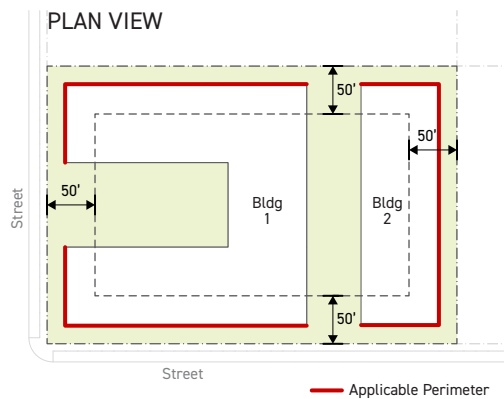 PLAN VIEW
50'
50'
50'
Bldg
1
Bldg
2
Street
50'
Street
Applicable Perimeter